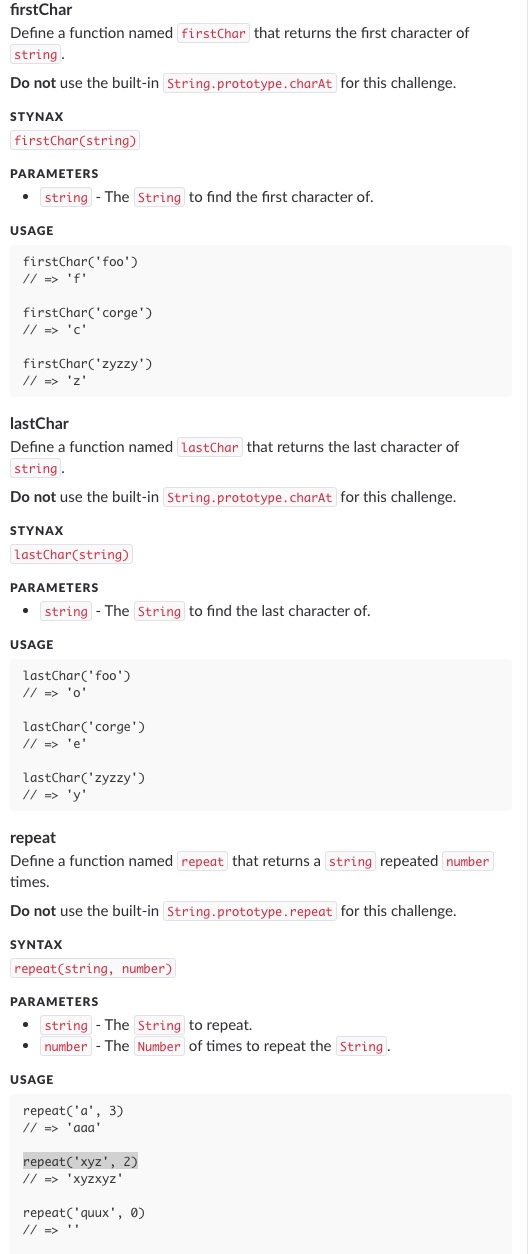 firstChar
Define a function named firstChar that returns the first character of
string.
Do not use the built-in String.prototype.charAt for this challenge.
STYNAX
firstChar(string)
PARAMETERS
• string - The String to find the first character of.
USAGE
firstChar('foo')
// => 'f'
firstChar('corge')
// => 'c'
firstChar('zyzzy')
// => 'z'
lastChar
Define a function named lastChar that returns the last character of
string.
Do not use the built-in String.prototype.charAt for this challenge.
STYNAX
lastChar(string)
PARAMETERS
• string - The String to find the last character of.
USAGE
lastChar('foo')
// => 'o'
lastChar('corge')
// => 'e'
lastChar('zyzzy')
// => 'y'
repeat
Define a function named repeat that returns a string repeated number
times.
Do not use the built-in String.prototype.repeat for this challenge.
SYNTAX
repeat(string, number)
PARAMETERS
• string - The String to repeat.
• number - The Number of times to repeat the String.
USAGE
repeat('a', 3)
// => 'aaa'
repeat('xyz', 2)
// => 'xyzxyz'
repeat('quux', 0)
// => ''